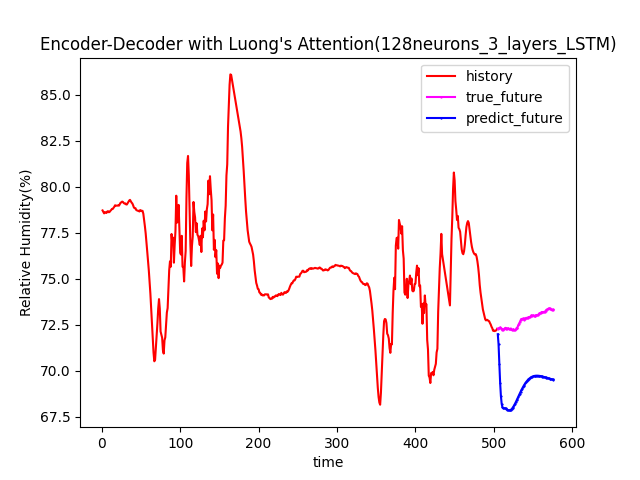 Encoder-Decoder with Luong's Attention(128neurons_3_layers_LSTM)
history
true_future
predict_future
Relative Humidity(%)
85.0
82.5
80.0
77.5
75.0
72.5
70.0
67.5
0 100 200 300 400 500 600
time